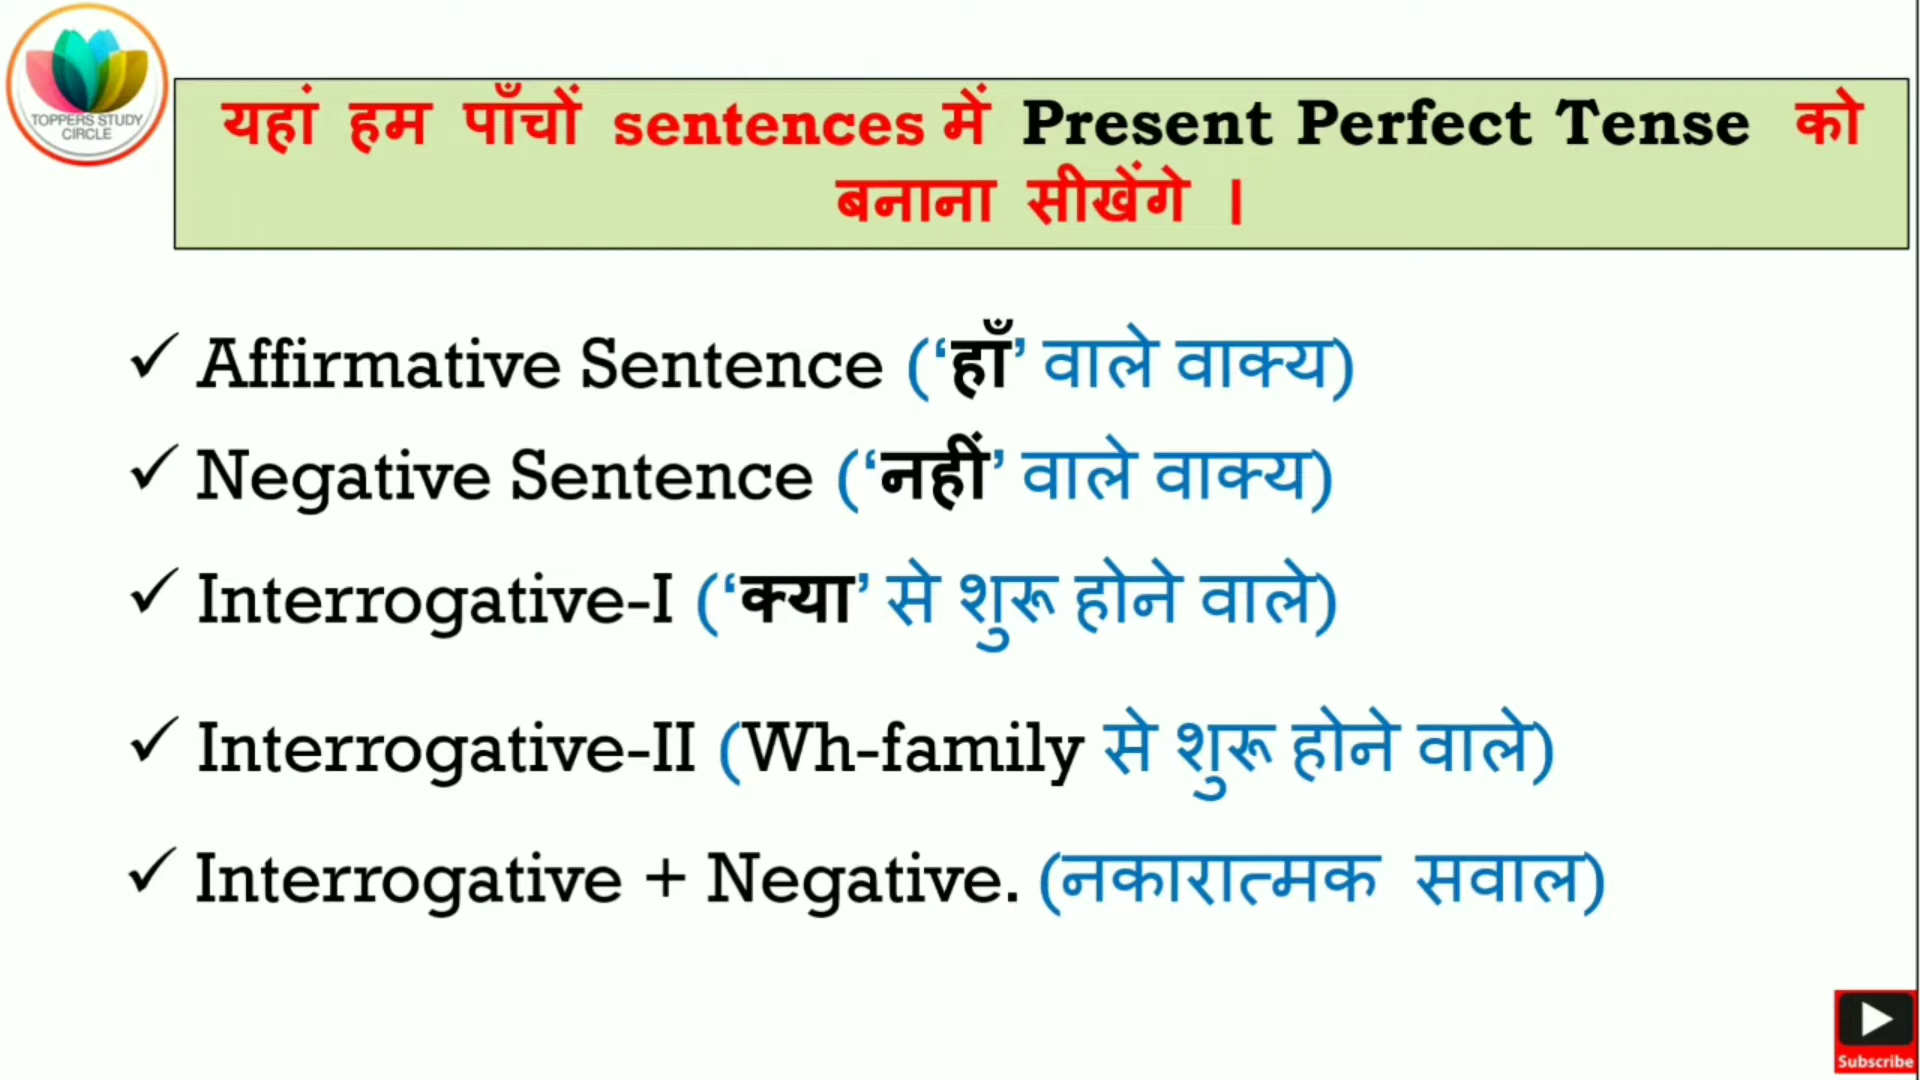 TOPPERS STUDY
CIRCLE
यहां हम पाँचों sentences में Present Perfect Tense को
बनाना सीखेंगे ।
✓ Affirmative Sentence (‘हाँ’ वाले वाक्य)
✓ Negative Sentence (‘नहीं’ वाले वाक्य)
✓ Interrogative-I (‘क्या’ से शुरू होने वाले)
✓ Interrogative-II (Wh-family से शुरू होने वाले)
✓ Interrogative + Negative. (नकारात्मक सवाल)
Subscribe